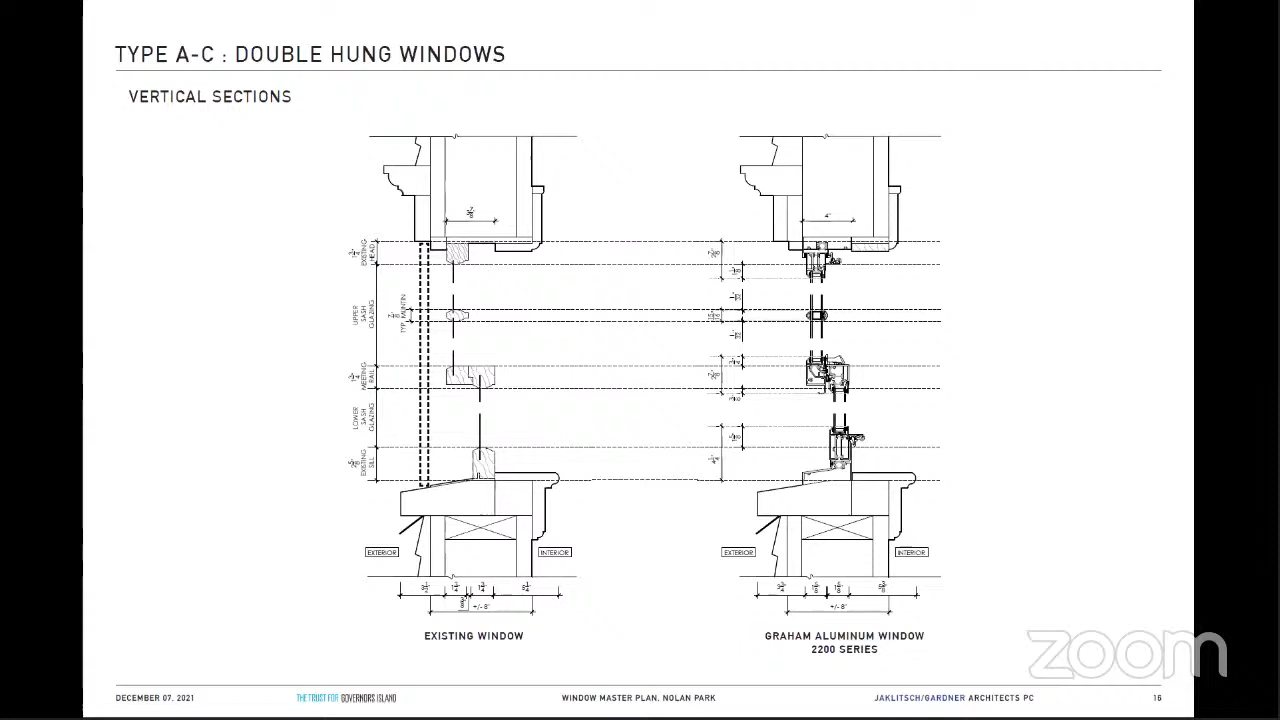 TYPE A-C : DOUBLE HUNG WINDOWS
VERTICAL SECTIONS
4"
EXISTING
HEAD
UPPER
SASH
GLAZING
TYP. MUNTIN
MEETING
RAIL
LOWER
SASH
GLAZING
EXISTING
SILL
EXTERIOR
INTERIOR
EXTERIOR
INTERIOR
+/- 8"
+/- 8"
EXISTING WINDOW
GRAHAM ALUMINUM WINDOW
2200 SERIES
zoom
DECEMBER 07, 2021
THE TRUST FOR GOVERNORS ISLAND
WINDOW MASTER PLAN, NOLAN PARK
JAKLITSCH/GARDNER ARCHITECTS PC
16